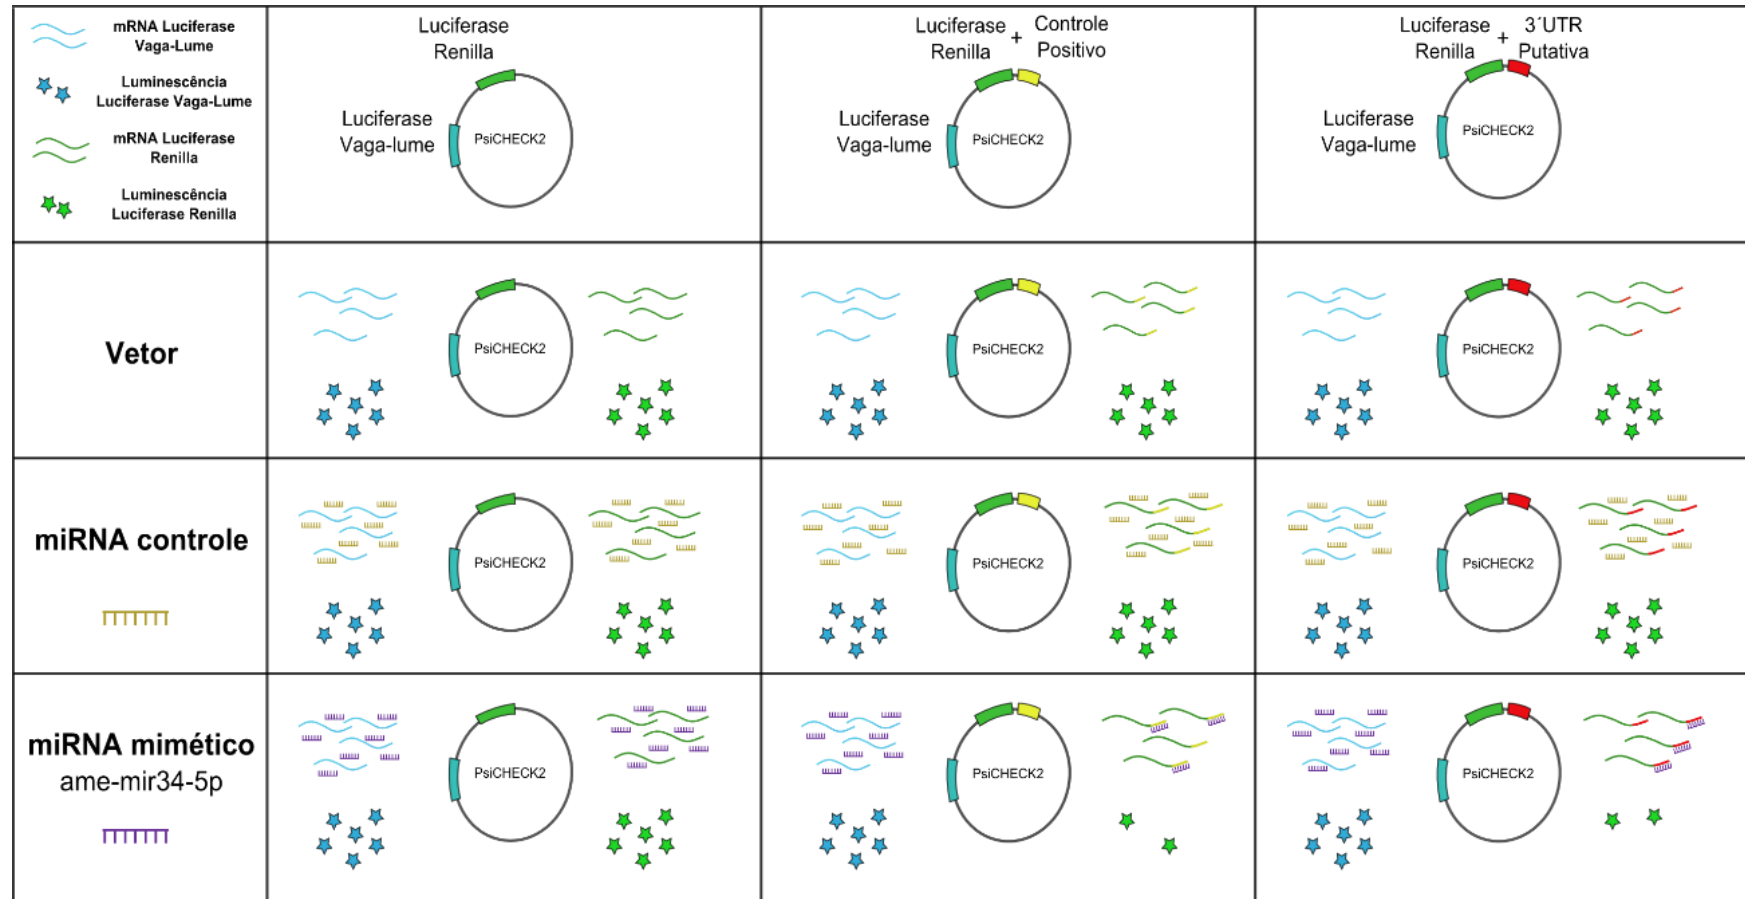 mRNA Luciferase
Vaga-Lume
Luminescência
Luciferase Vaga-Lume
mRNA Luciferase
Renilla
Luminescência
Luciferase Renilla
Luciferase
Renilla
Luciferase
Vaga-lume
PsiCHECK2
Luciferase
Renilla
+
Controle
Positivo
Luciferase
Vaga-lume
PsiCHECK2
Luciferase
Renilla
+
3´UTR
Putativa
Luciferase
Vaga-lume
PsiCHECK2
Vetor
PsiCHECK2
PsiCHECK2
PsiCHECK2
miRNA controle
PsiCHECK2
PsiCHECK2
PsiCHECK2
miRNA mimético
ame-mir34-5p
PsiCHECK2
PsiCHECK2
PsiCHECK2